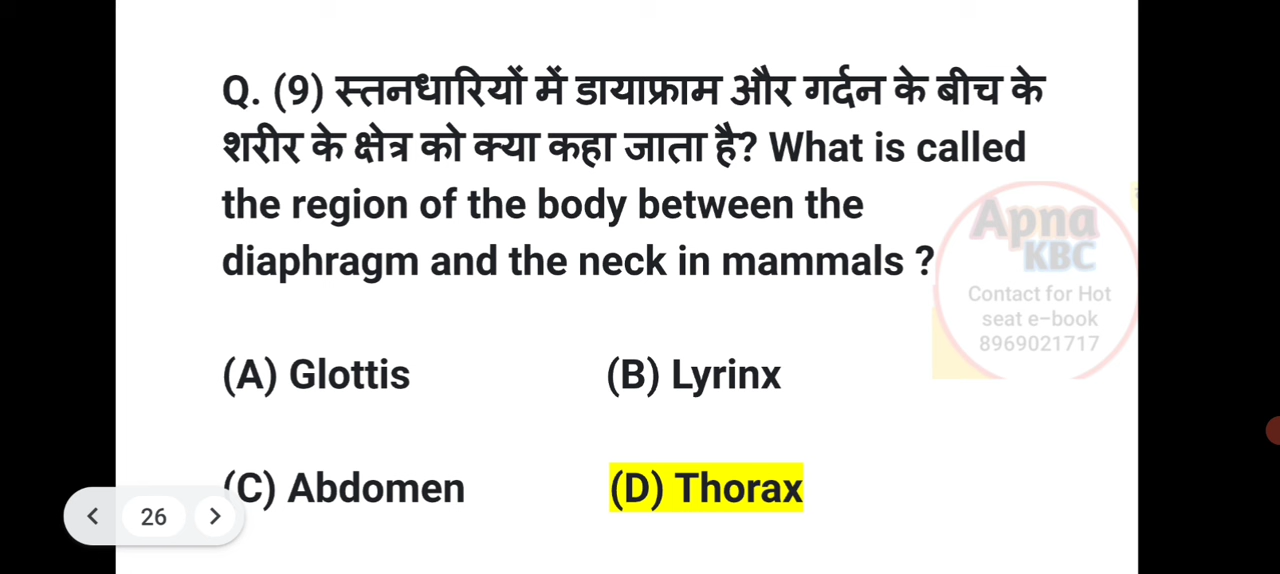 Q. (9) स्तनधारियों में डायाफ्राम और गर्दन के बीच के
शरीर के क्षेत्र को क्या कहा जाता है? What is called
the region of the body between the
diaphragm and the neck in mammals ?
Apna
KBC
Contact for Hot
seat e-book
8969021717
(A) Glottis (B) Lyrinx
(C) Abdomen (D) Thorax
< 26 >